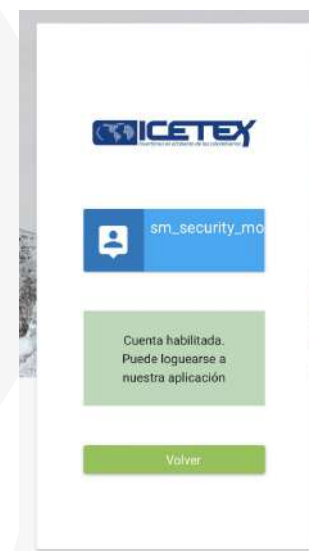 ICETEX
sm_security_mo
Cuenta habilitada.
Puede loguearse a
nuestra aplicación
Volver